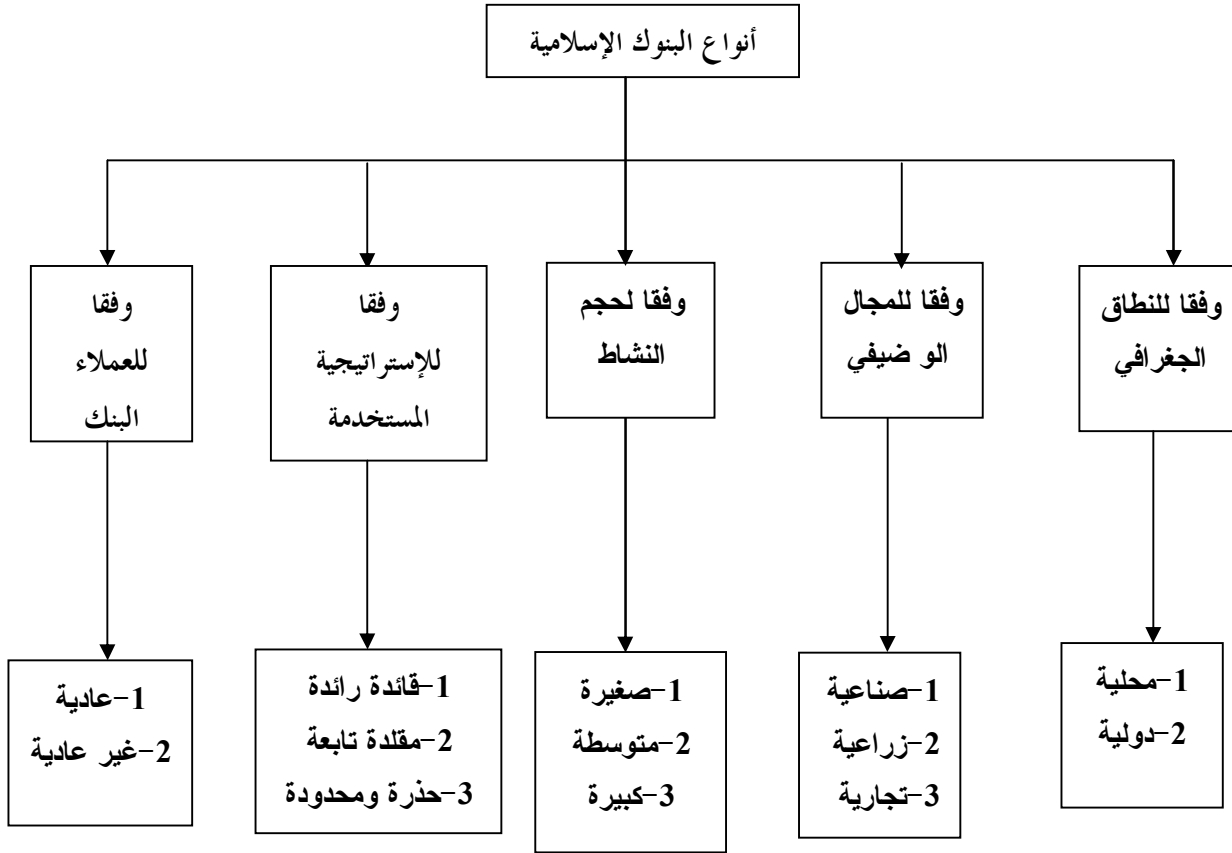 أنواع البنوك الإسلامية
وفقا للنطاق
الجغرافي
وفقا للمجال
الو ضيفي
وفقا لحجم
النشاط
وفقا
للإستراتيجية
المستخدمة
وفقا
للعملاء
البنك
1-محلية
2-دولية
1-صناعية
2-زراعية
3-تجارية
1-صغيرة
2-متوسطة
3-كبيرة
1-قائدة رائدة
2-مقلدة تابعة
3-حذرة ومحدودة
1-عادية
2-غير عادية